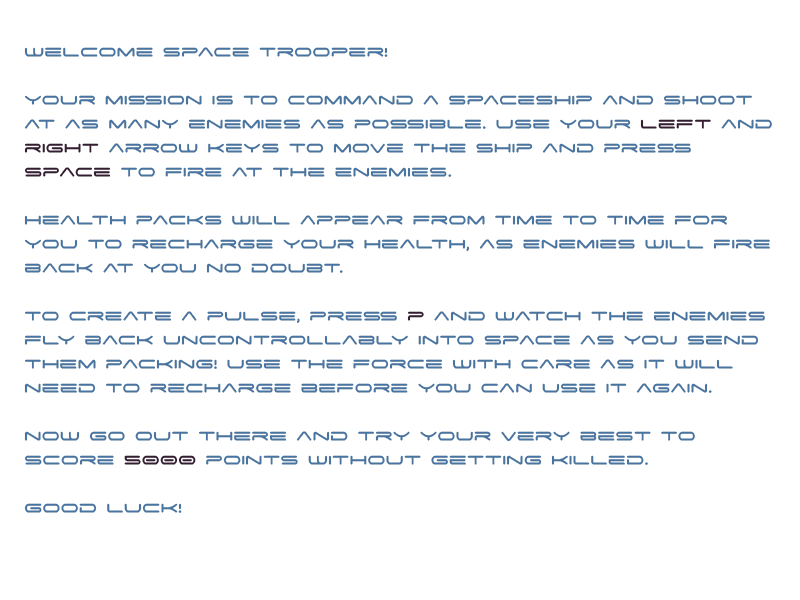 WELCOME SPACE TROOPER!
YOUR MISSION IS TO COMMAND A SPACESHIP AND SHOOT
AT AS MANY ENEMIES AS POSSIBLE. USE YOUR LEFT AND
RIGHT ARROW KEYS TO MOVE THE SHIP AND PRESS
SPACE TO FIRE AT THE ENEMIES.
HEALTH PACKS WILL APPEAR FROM TIME TO TIME FOR
YOU TO RECHARGE YOUR HEALTH, AS ENEMIES WILL FIRE
BACK AT YOU NO DOUBT.
TO CREATE A PULSE, PRESS P AND WATCH THE ENEMIES
FLY BACK UNCONTROLLABLY INTO SPACE AS YOU SEND
THEM PACKING! USE THE FORCE WITH CARE AS IT WILL
NEED TO RECHARGE BEFORE YOU CAN USE IT AGAIN.
NOW GO OUT THERE AND TRY YOUR VERY BEST TO
SCORE 5000 POINTS WITHOUT GETTING KILLED.
GOOD LUCK!